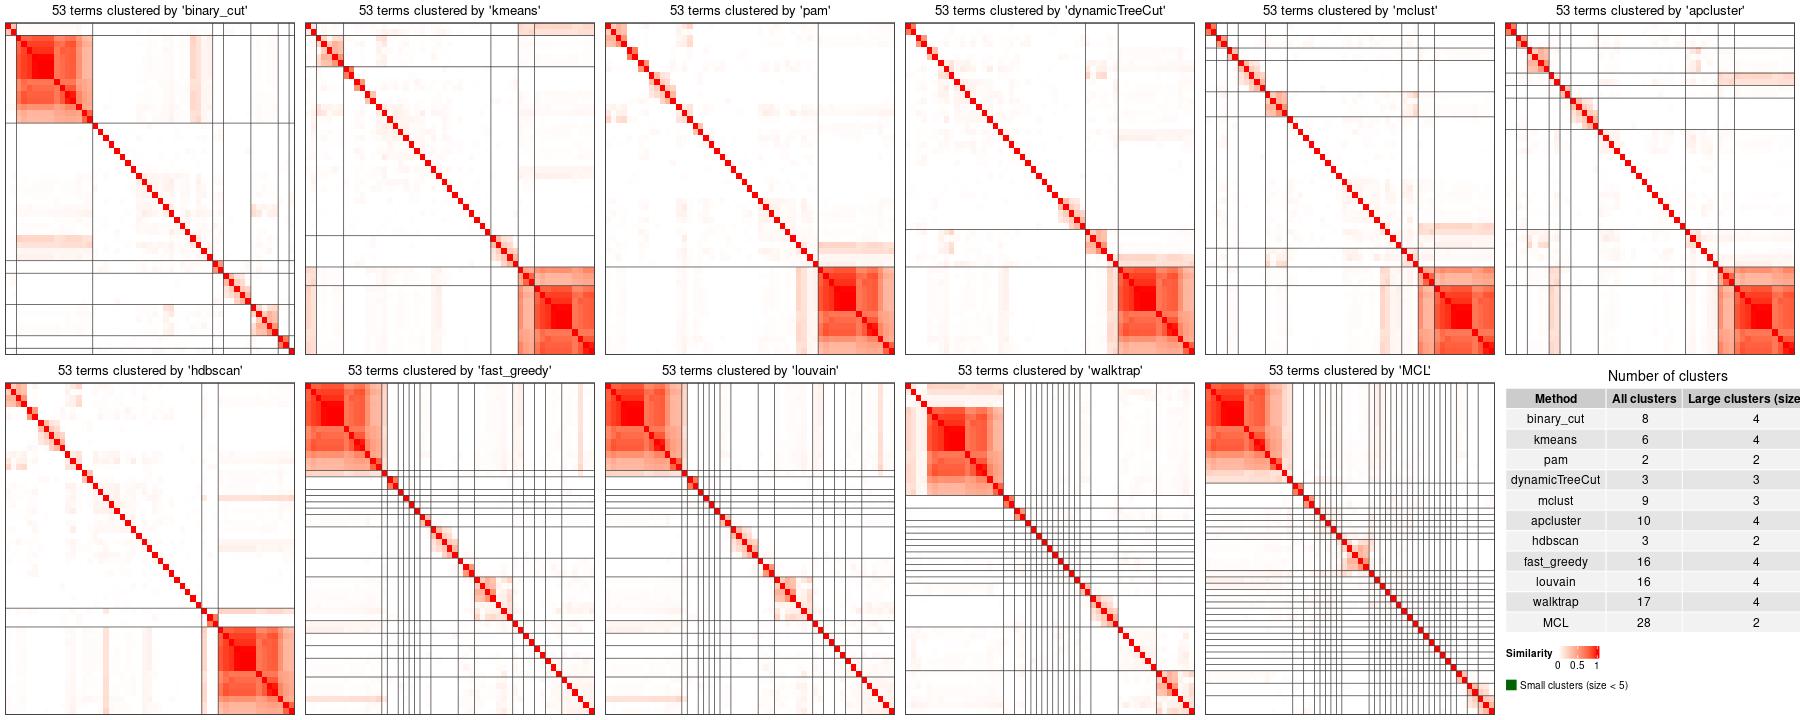 53 terms clustered by 'binary_cut'
53 terms clustered by 'kmeans'
53 terms clustered by 'pam'
53 terms clustered by 'dynamicTreeCut'
53 terms clustered by 'mclust'
53 terms clustered by 'apcluster'
53 terms clustered by 'hdbscan'
53 terms clustered by 'fast_greedy'
53 terms clustered by 'louvain'
53 terms clustered by 'walktrap'
53 terms clustered by 'MCL'
Number of clusters
Method All clusters Large clusters (size
binary_cut 8 4
kmeans 6 4
pam 2 2
dynamicTreeCut 3 3
mclust 9 3
apcluster 10 4
hdbscan 3 2
fast_greedy 16 4
louvain 16 4
walktrap 17 4
MCL 28 2
Similarity
0 0.5 1
Small clusters (size < 5)